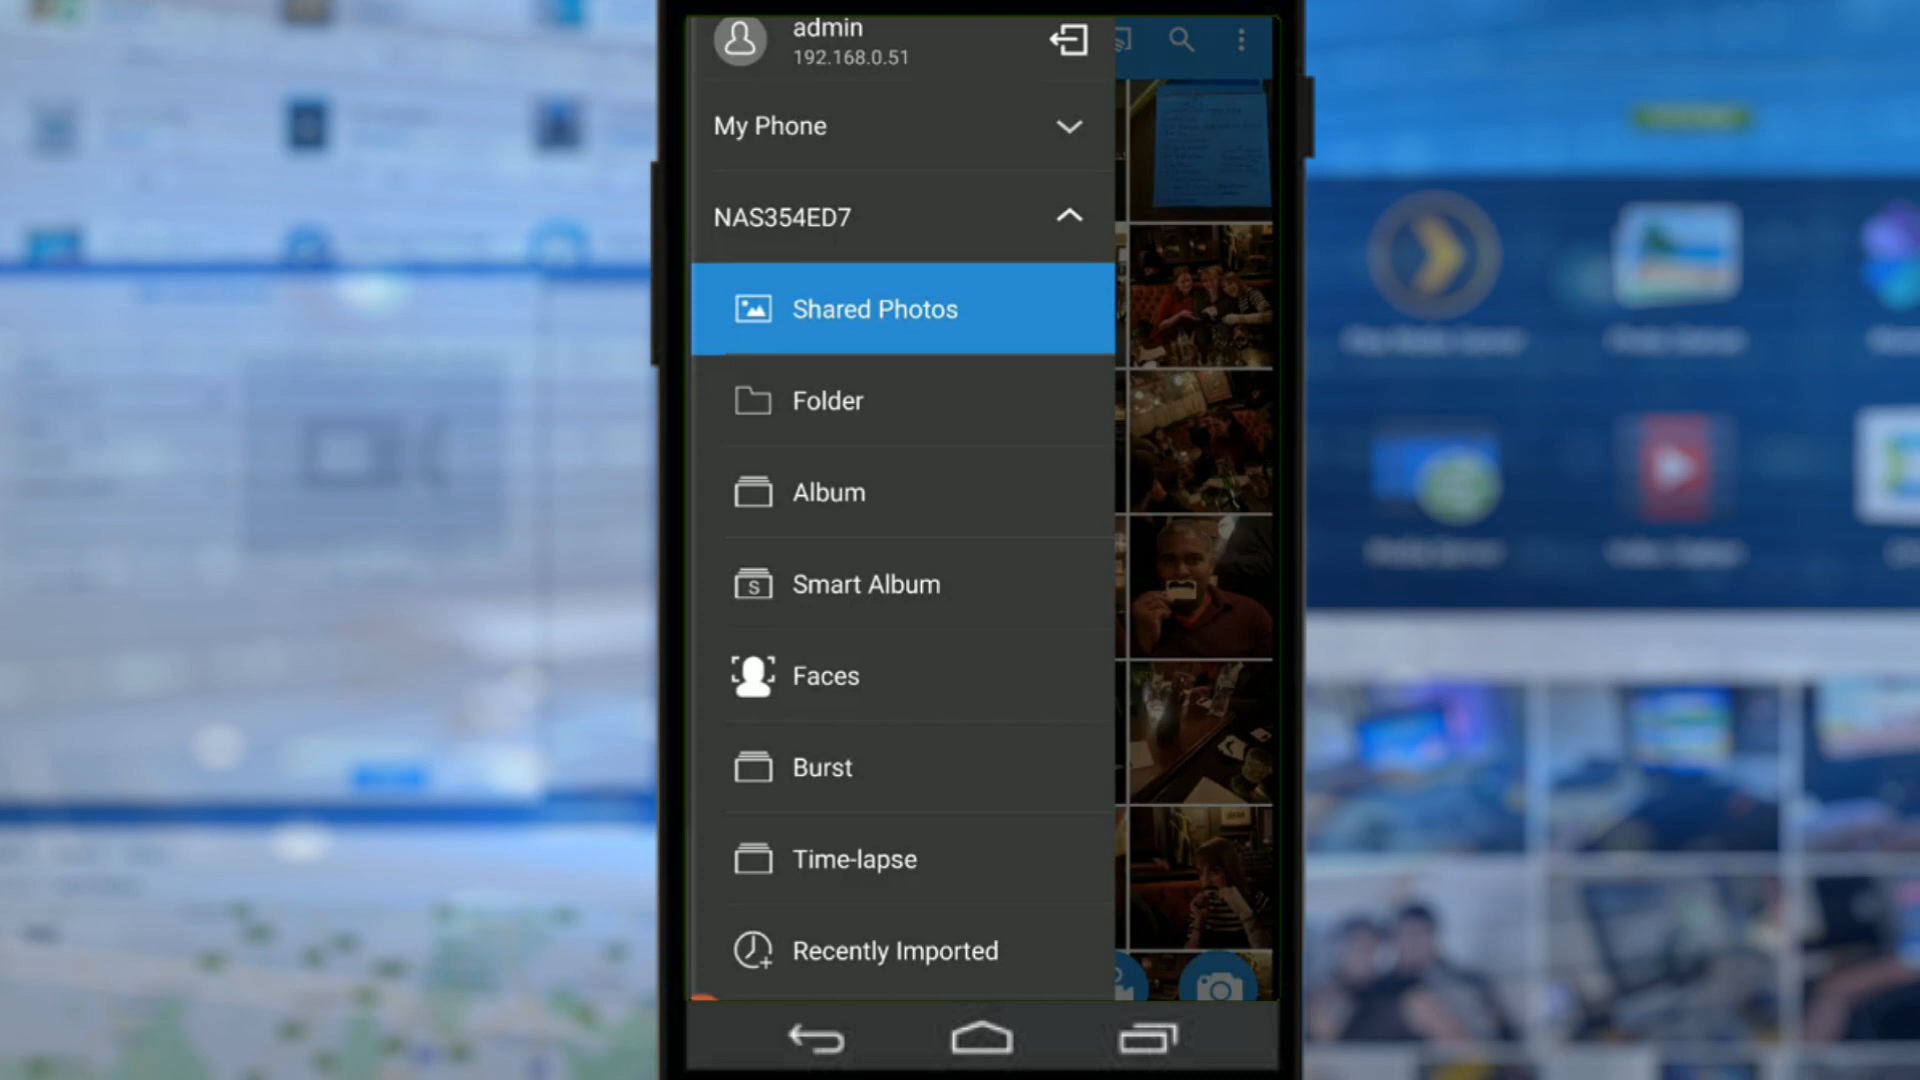 admin
192.168.0.51
My Phone
NAS354ED7
Shared Photos
Folder
Album
S
Smart Album
Faces
Burst
Time-lapse
Recently Imported